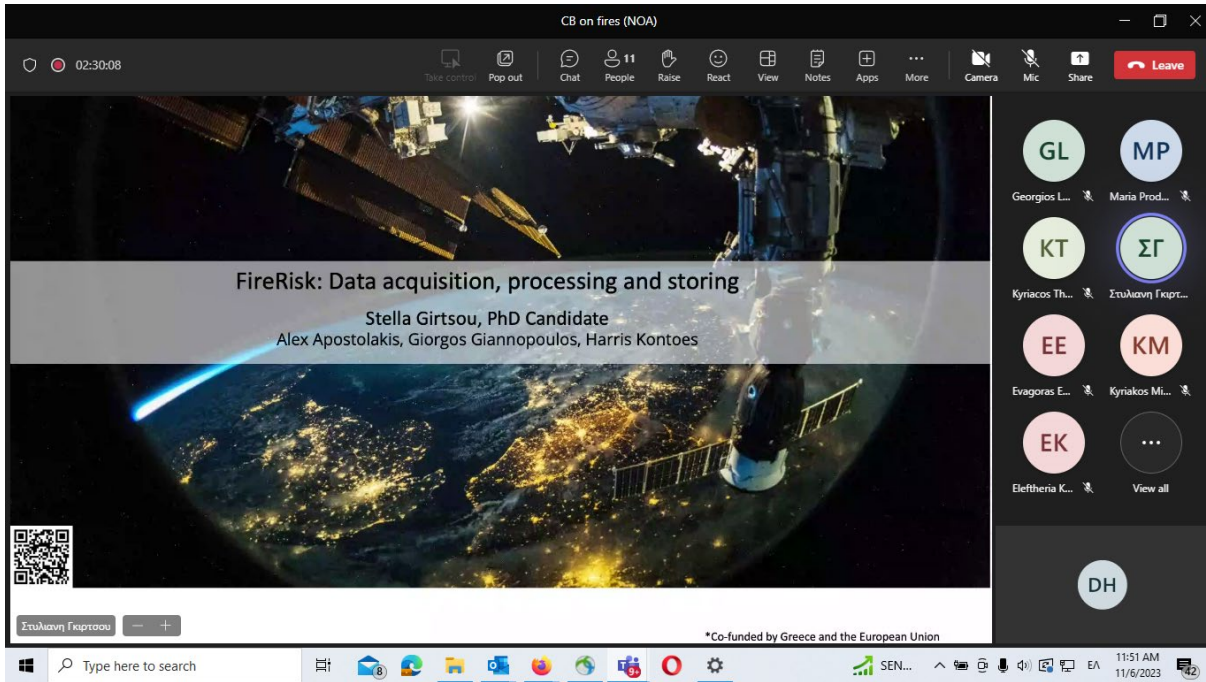 CB on fires (NOA)
02:30:08
Take control
Pop out
Chat
11
People
Raise
React
View
Notes
Apps
More
Camera
Mic
Share
Leave
FireRisk: Data acquisition, processing and storing
Stella Girtsou, PhD Candidate
Alex Apostolakis, Giorgos Giannopoulos, Harris Kontoes
GL
Georgios L...
MP
Maria Prod...
KT
Kyriacos Th...
ΣΓ
Στυλιανη Γκιρτ...
EE
Evagoras E...
KM
Kyriakos Mi...
EK
Eleftheria K...
View all
DH
Στυλιανη Γκιρτσου
*Co-funded by Greece and the European Union
Type here to search
8
9+
SEN...
ΕΛ
11:51 AM
11/6/2023
42